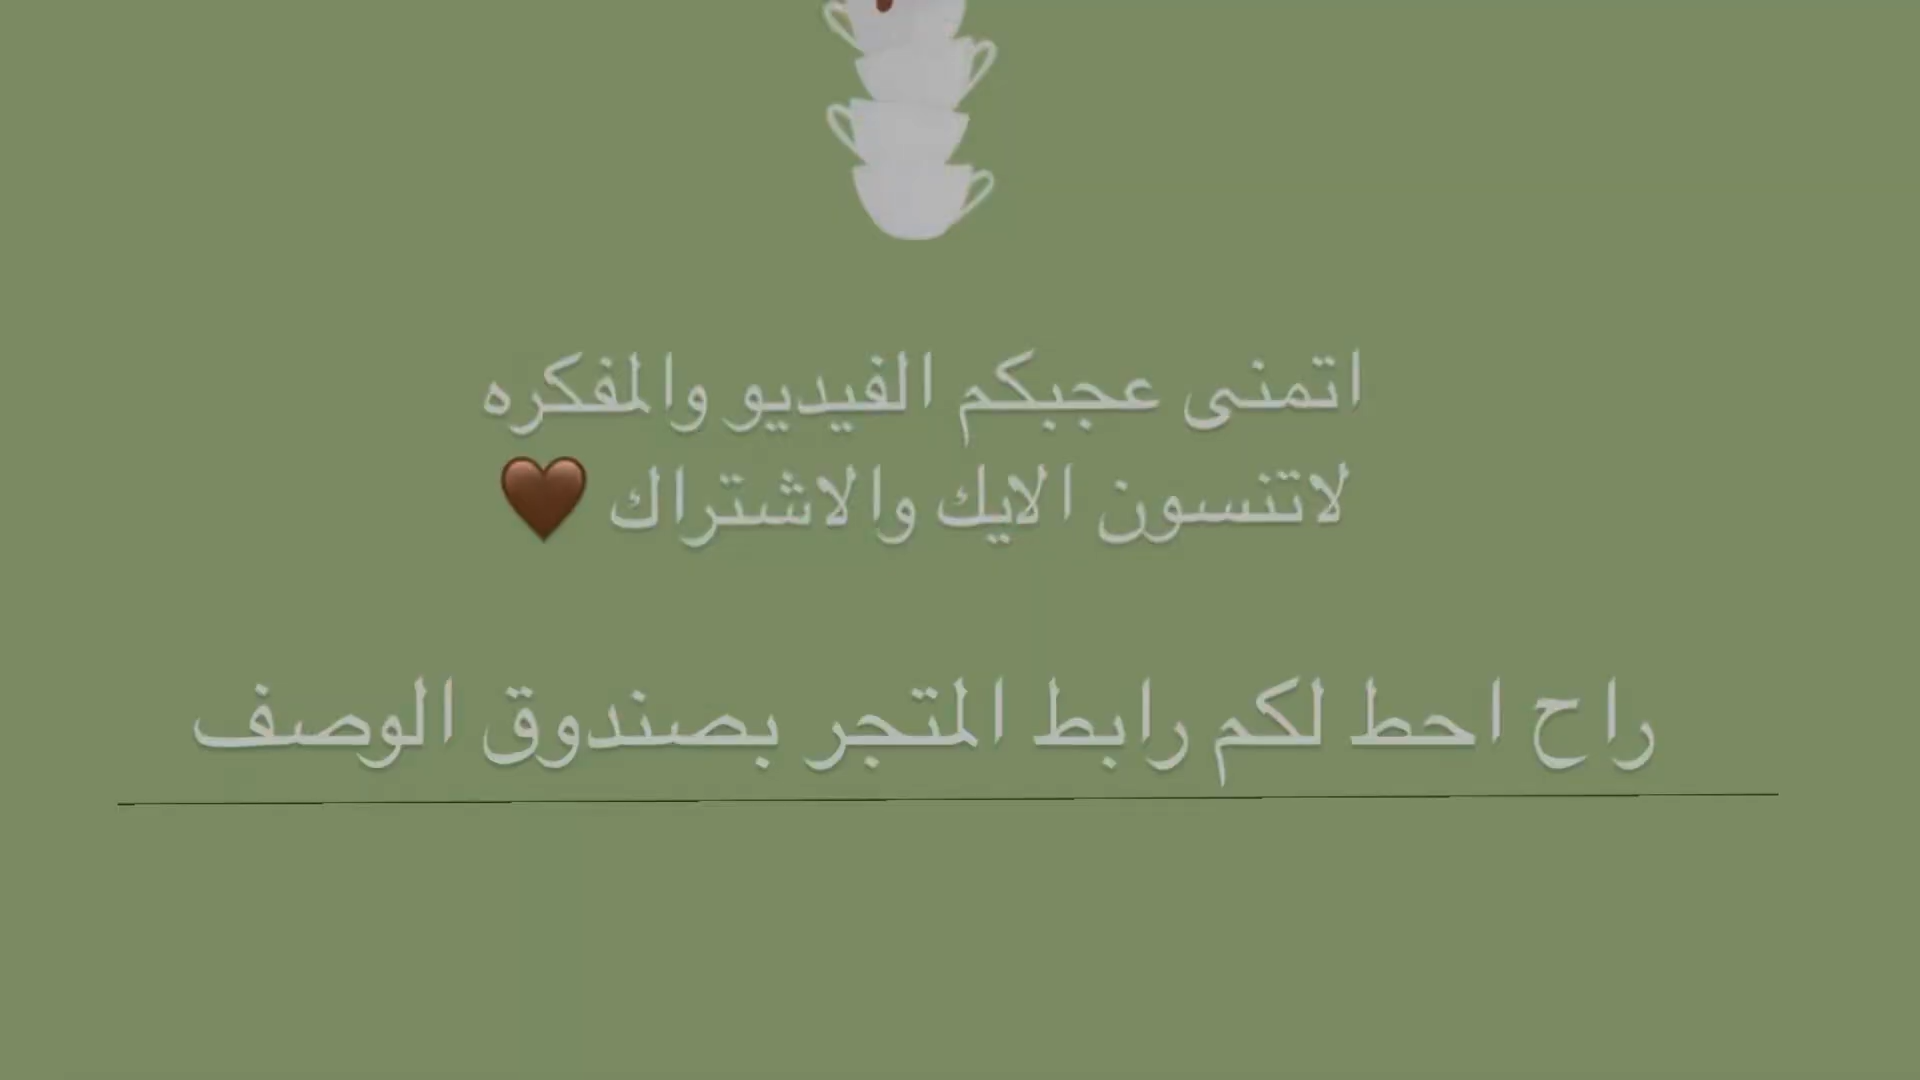 اتمنى عجبكم الفيديو والمفكره
لاتنسون الايك والاشتراك 🤎
راح احط لكم رابط المتجر بصندوق الوصف